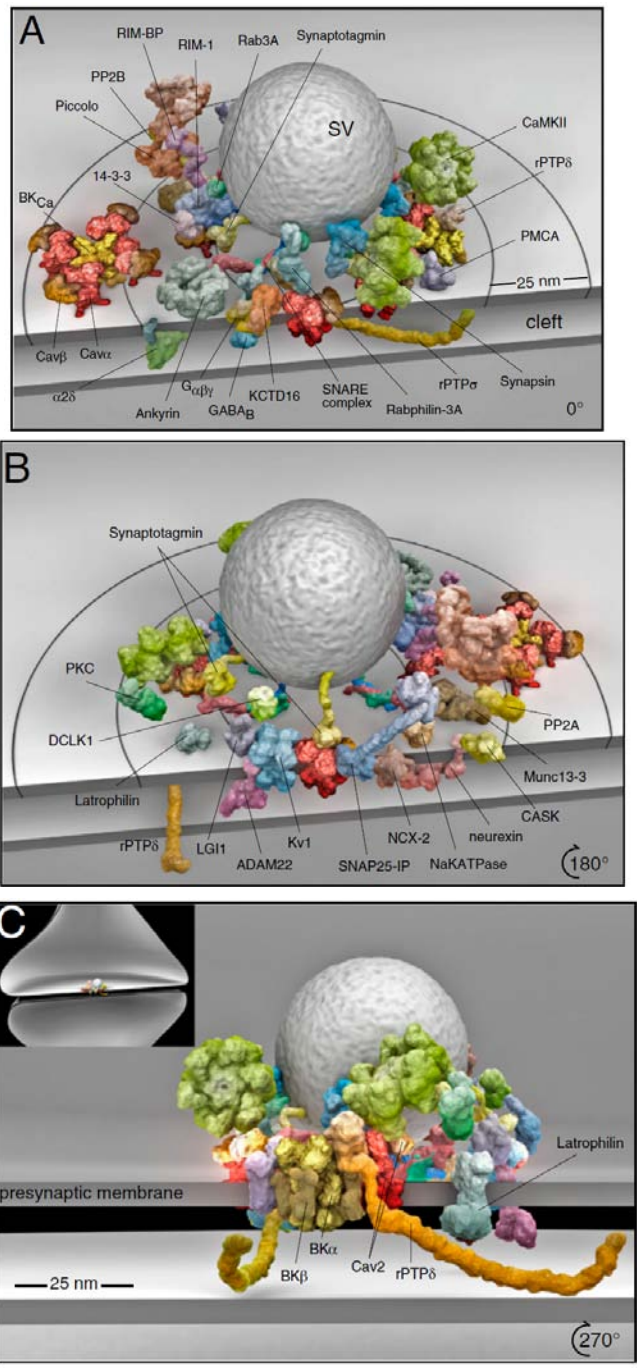 A
RIM-BP
RIM-1
Rab3A
Synaptotagmin
PP2B
Piccolo
SV
CaMKII
14-3-3
rPTPδ
BKCa
PMCA
25 nm
cleft
Cavβ
Cavα
α2δ
Ankyrin
Gαβγ
GABAB
KCTD16
SNARE
complex
Rabphilin-3A
rPTPσ
Synapsin
0°
B
Synaptotagmin
PKC
DCLK1
PP2A
Munc13-3
Latrophilin
CASK
rPTPδ
LGI1
ADAM22
Kv1
SNAP25-IP
NCX-2
NaKATPase
neurexin
180°
C
Latrophilin
presynaptic membrane
BKα
BKβ
Cav2
rPTPδ
25 nm
270°